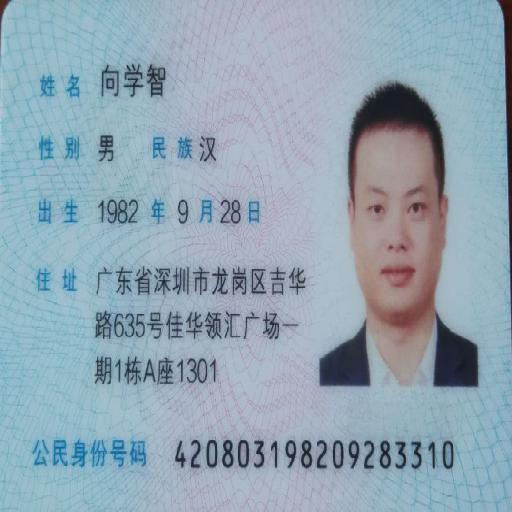 姓名 向学智
性别 男 民族 汉
出生 1982 年 9 月 28 日
住址 广东省深圳市龙岗区吉华
路635号佳华领汇广场一
期1栋A座1301
公民身份号码 420803198209283310